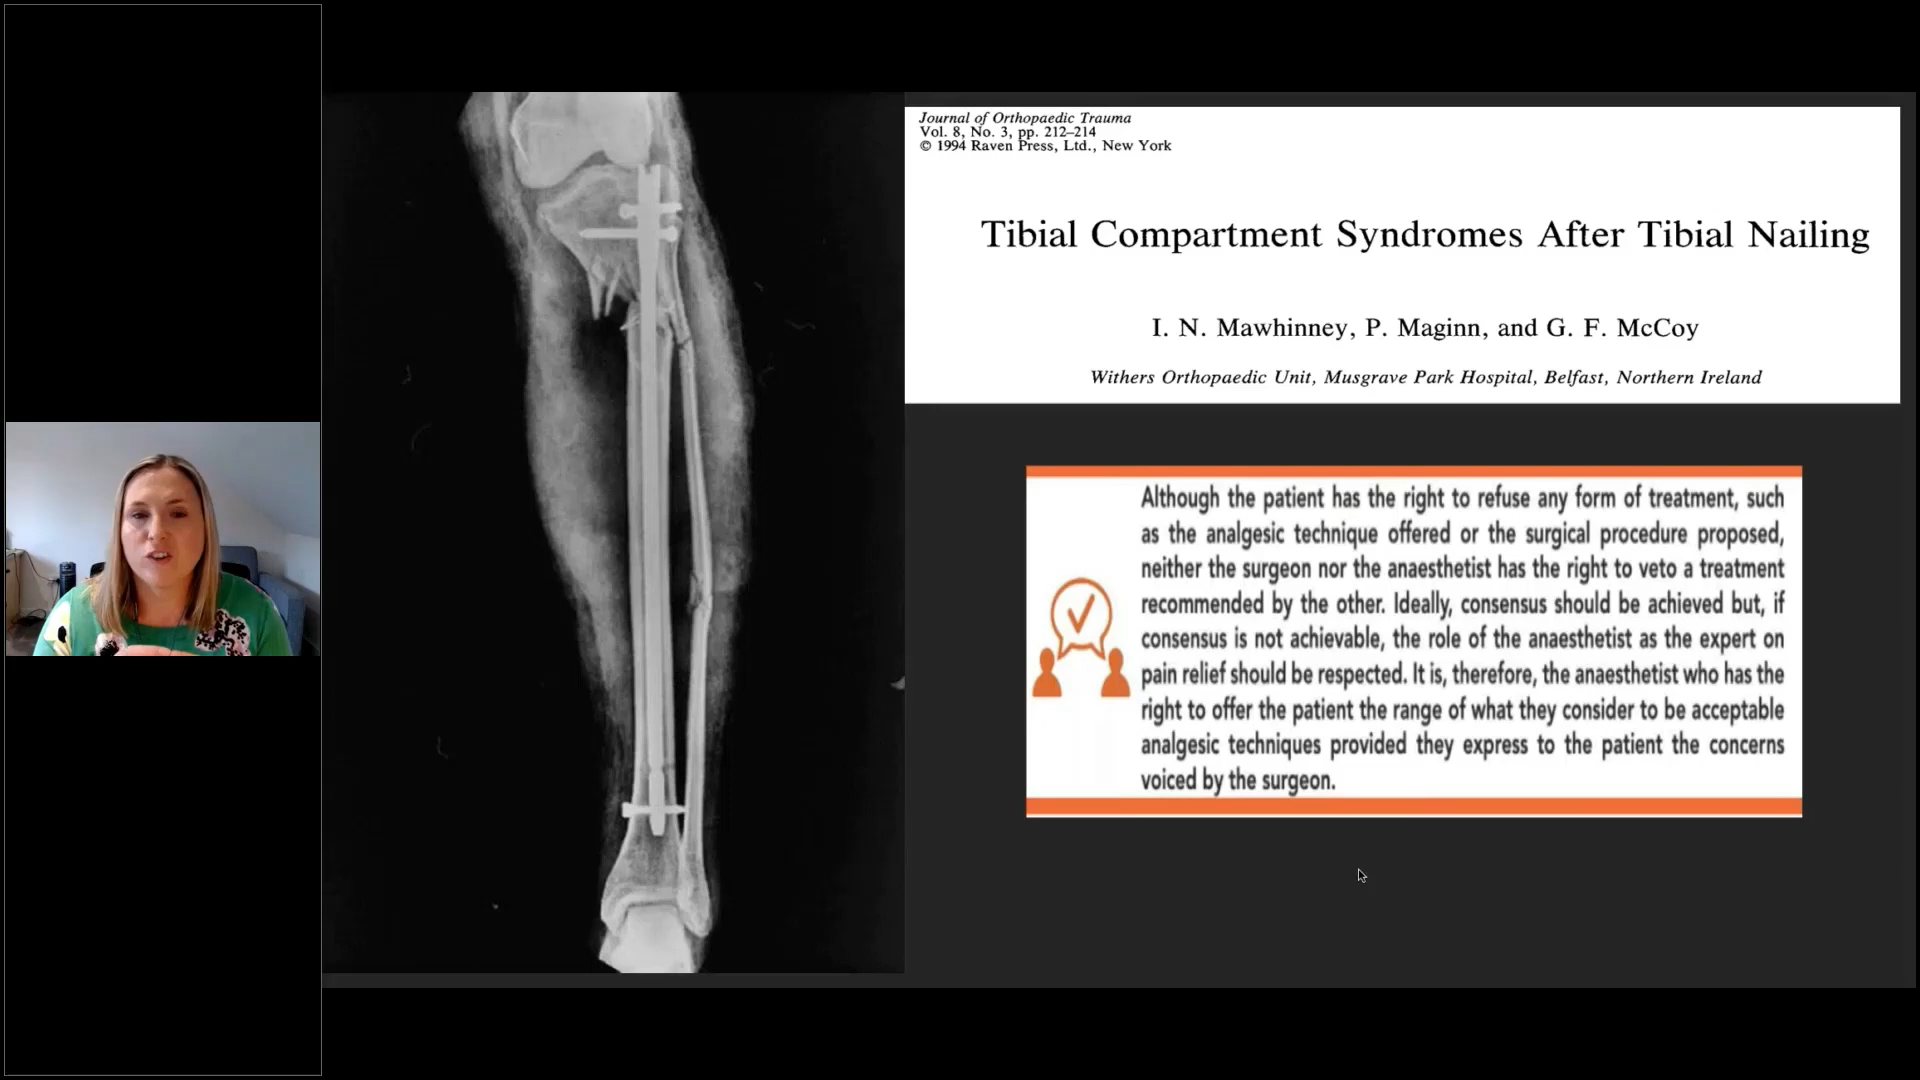 Journal of Orthopaedic Trauma
Vol. 8, No. 3, pp. 212–214
© 1994 Raven Press, Ltd., New York
Tibial Compartment Syndromes After Tibial Nailing
I. N. Mawhinney, P. Maginn, and G. F. McCoy
Withers Orthopaedic Unit, Musgrave Park Hospital, Belfast, Northern Ireland
Although the patient has the right to refuse any form of treatment, such
as the analgesic technique offered or the surgical procedure proposed,
neither the surgeon nor the anaesthetist has the right to veto a treatment
recommended by the other. Ideally, consensus should be achieved but, if
consensus is not achievable, the role of the anaesthetist as the expert on
pain relief should be respected. It is, therefore, the anaesthetist who has the
right to offer the patient the range of what they consider to be acceptable
analgesic techniques provided they express to the patient the concerns
voiced by the surgeon.